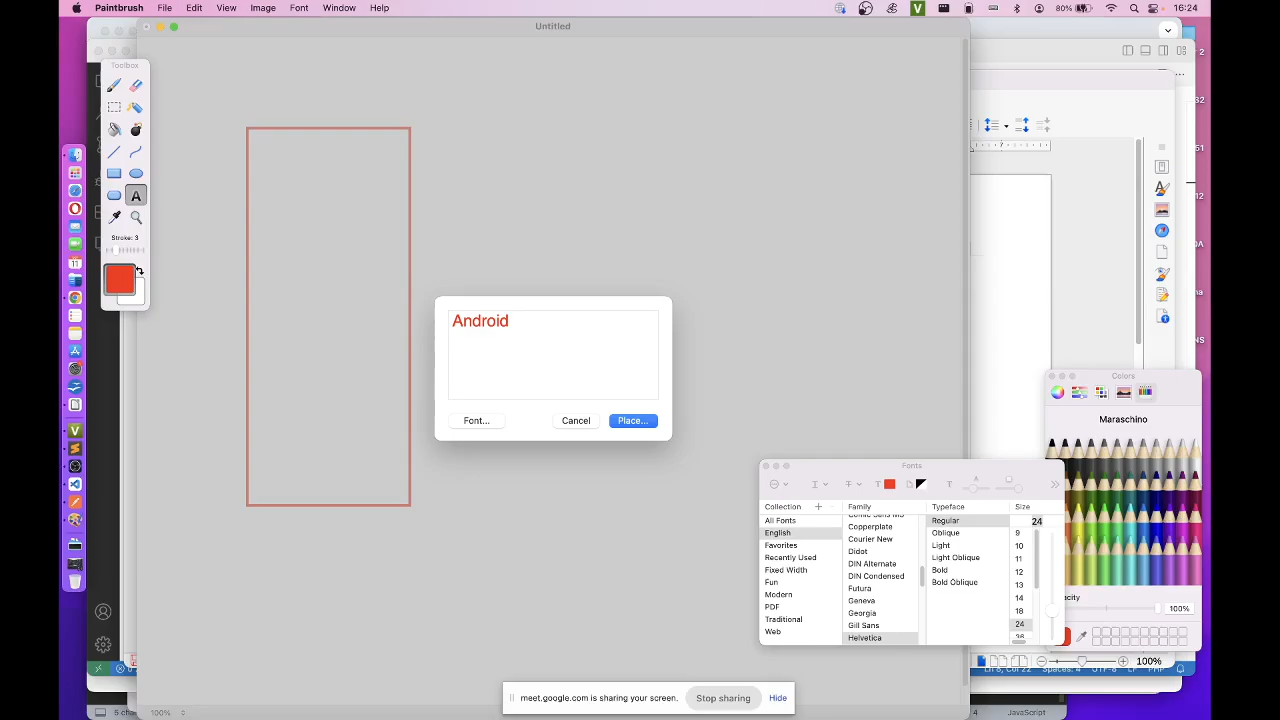 Paintbrush File Edit View Image Font Window Help
80% 16:24
Untitled
Toolbox
A
Stroke: 3
Android
Font... Cancel Place...
Colors
Maraschino
100%
Fonts
Collection Family Typeface Size
All Fonts Regular 24
English Copperplate Oblique 9
Favorites Courier New Light 10
Recently Used Didot Light Oblique 11
Fixed Width DIN Alternate Bold 12
Fun DIN Condensed Bold Oblique 13
Modern Futura 14
PDF Geneva 18
Traditional Georgia 24
Web Gill Sans
Helvetica
100%
meet.google.com is sharing your screen. Stop sharing Hide
100%
JavaScript